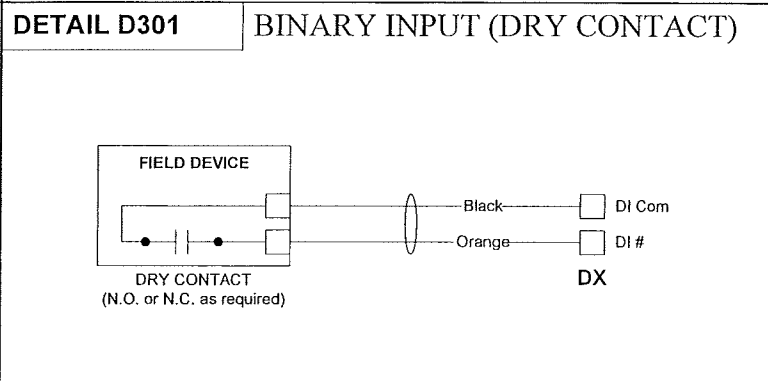 DETAIL D301
BINARY INPUT (DRY CONTACT)
FIELD DEVICE
Black
DI Com
Orange
DI #
DX
DRY CONTACT
(N.O. or N.C. as required)